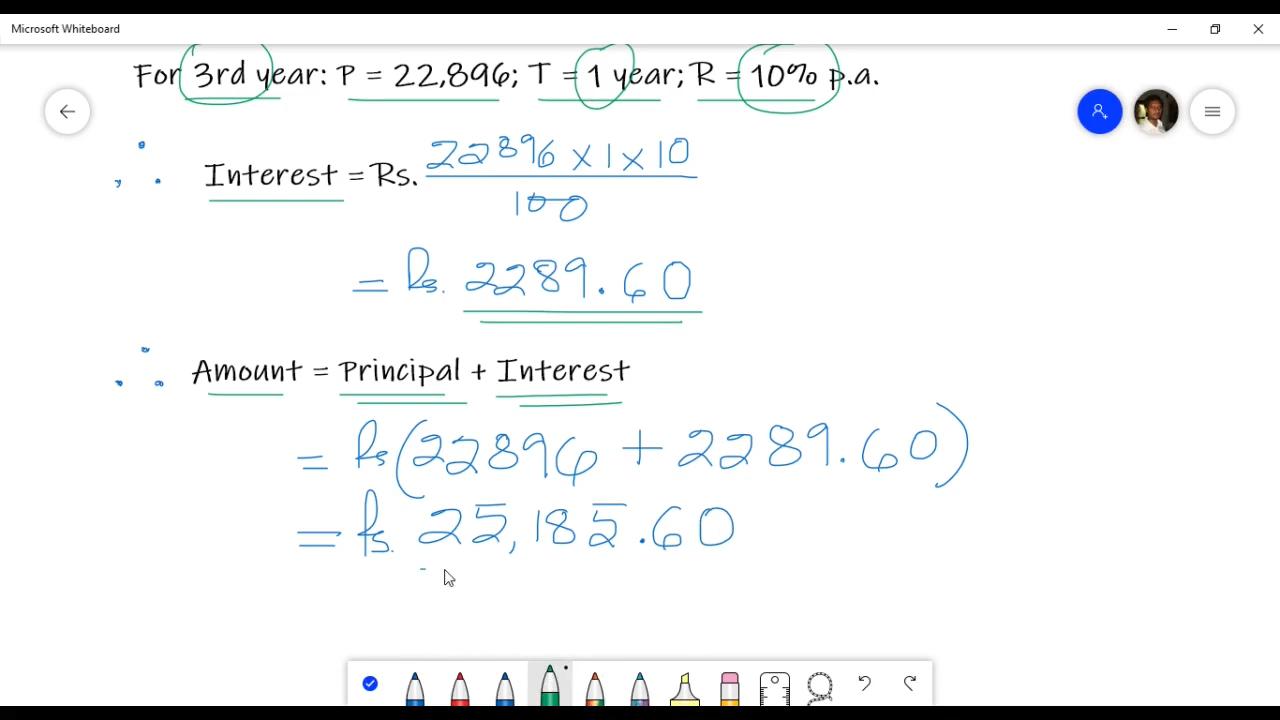 Microsoft Whiteboard
For 3rd year: P = 22,896; T = 1 year; R = 10% p.a.
∴ Interest = Rs. 22896 × 1 × 10
100
= Rs. 2289.60
∴ Amount = Principal + Interest
= Rs (22896 + 2289.60)
= Rs. 25,185.60